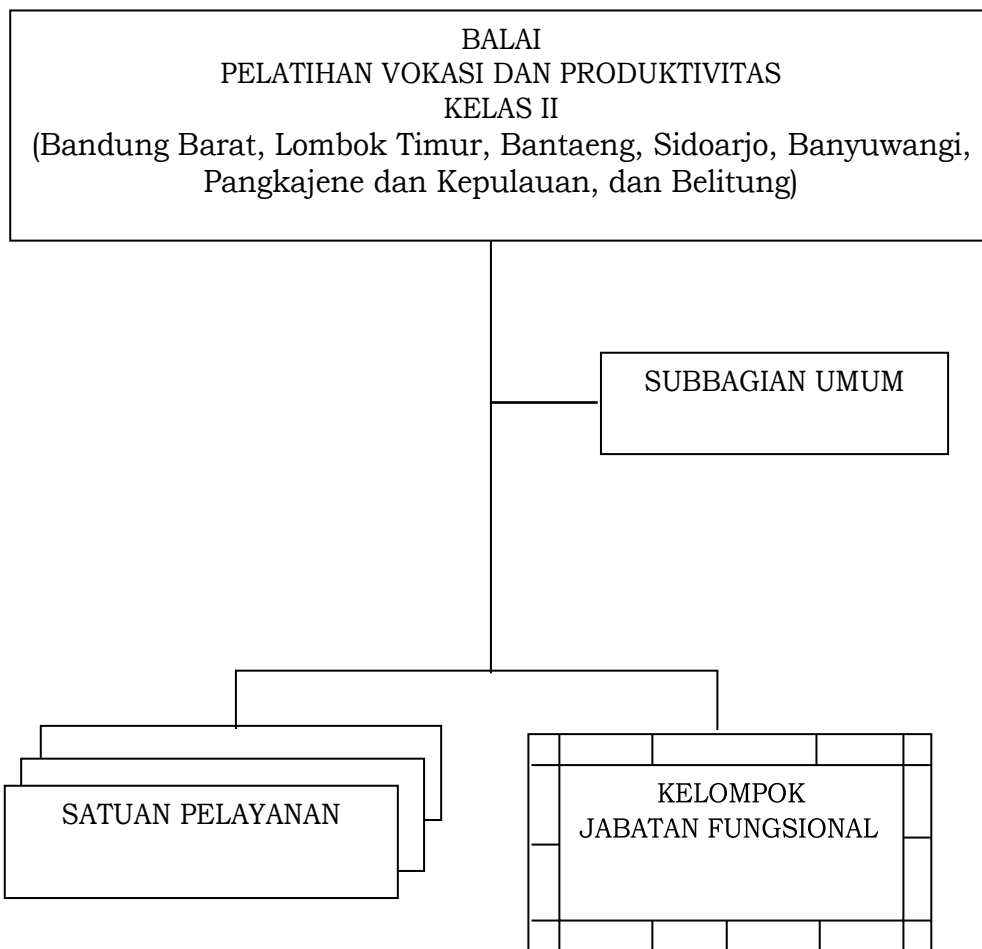 BALAI
PELATIHAN VOKASI DAN PRODUKTIVITAS
KELAS II
(Bandung Barat, Lombok Timur, Bantaeng, Sidoarjo, Banyuwangi,
Pangkajene dan Kepulauan, dan Belitung)
SUBBAGIAN UMUM
SATUAN PELAYANAN
KELOMPOK
JABATAN FUNGSIONAL